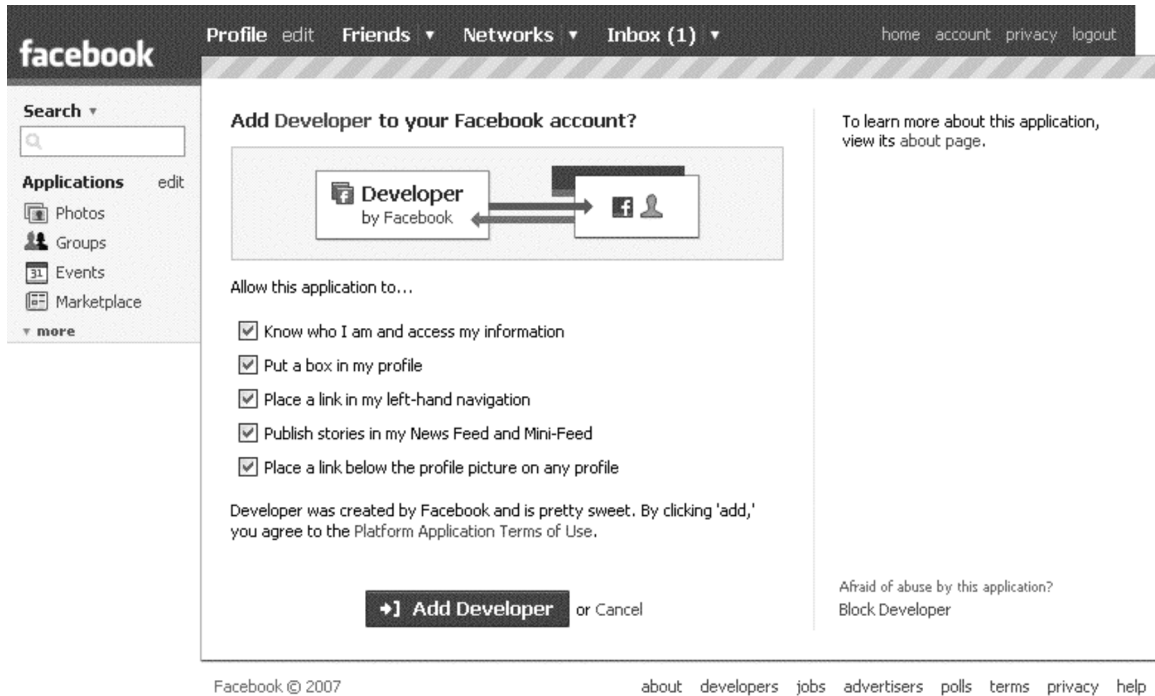 facebook
Profile edit Friends ▾ Networks ▾ Inbox (1) ▾ home account privacy logout
Search ▾
Applications edit
Photos
Groups
31 Events
Marketplace
▾ more
Add Developer to your Facebook account?
Developer
by Facebook
f
Allow this application to...
Know who I am and access my information
Put a box in my profile
Place a link in my left-hand navigation
Publish stories in my News Feed and Mini-Feed
Place a link below the profile picture on any profile
Developer was created by Facebook and is pretty sweet. By clicking 'add,'
you agree to the Platform Application Terms of Use.
Add Developer or Cancel
To learn more about this application,
view its about page.
Afraid of abuse by this application?
Block Developer
Facebook © 2007 about developers jobs advertisers polls terms privacy help